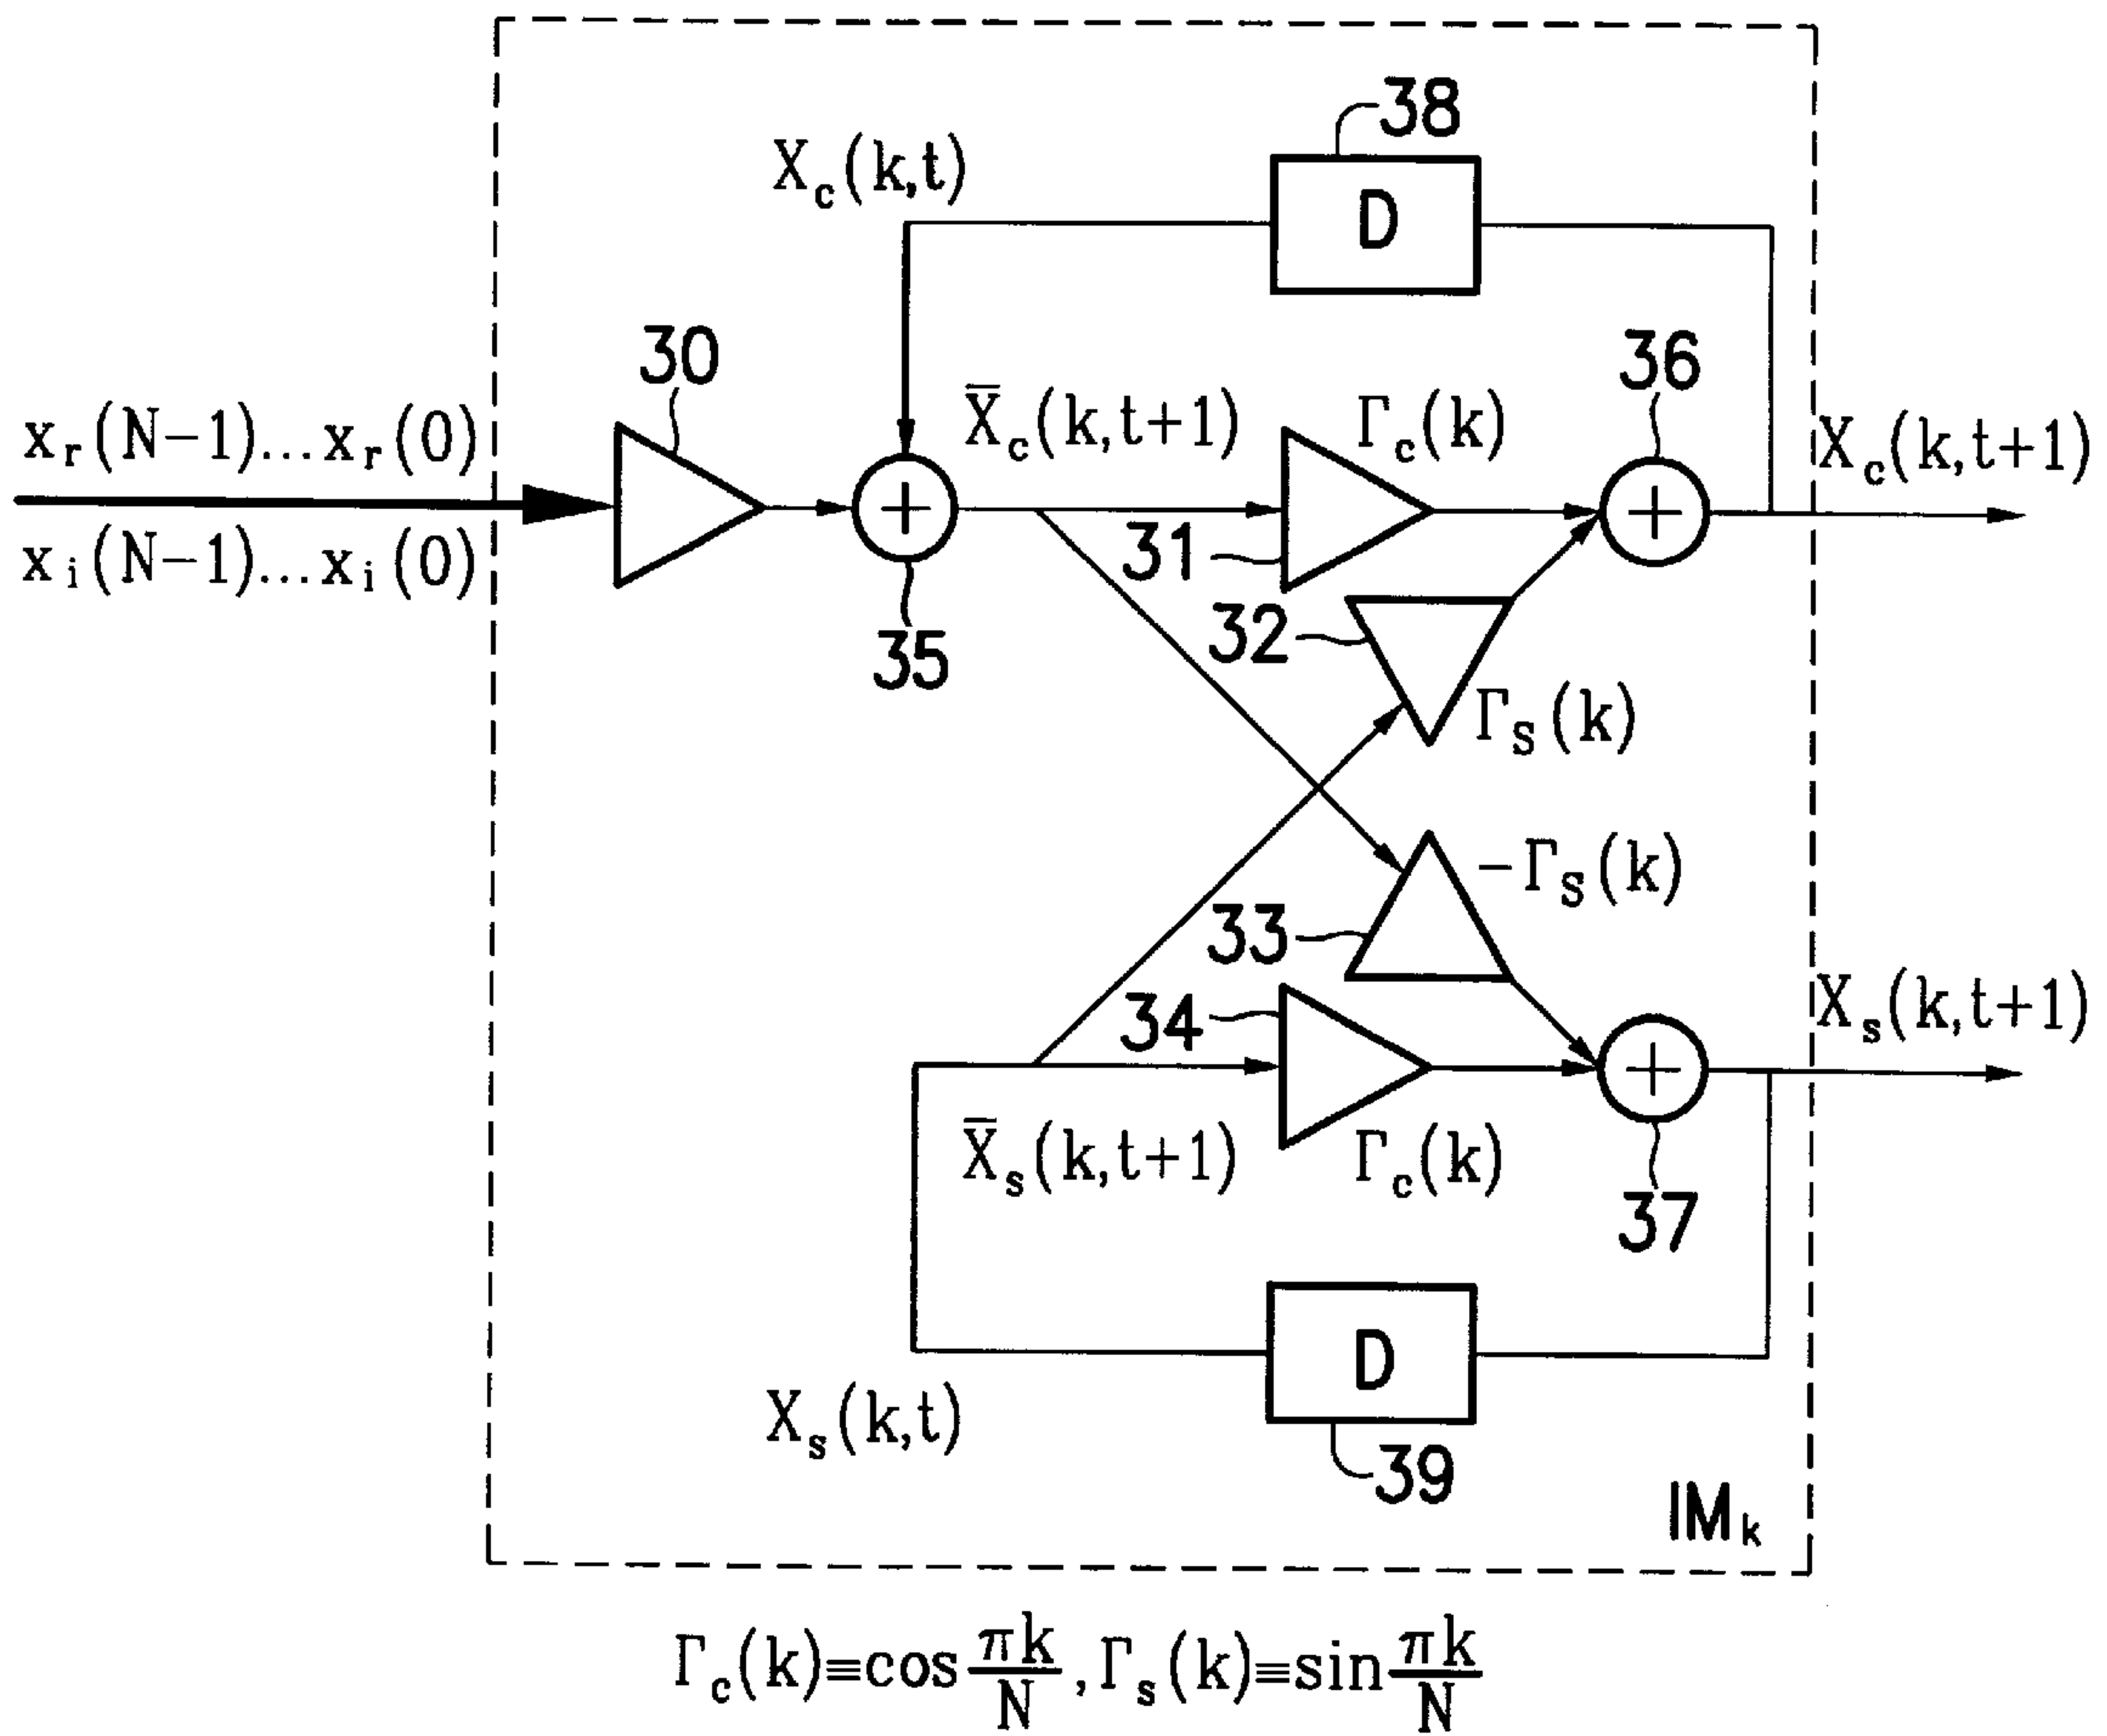 38
X_c(k,t)
D
30
36
x_r(N-1)...x_r(0)
X̄_c(k,t+1)
Γ_c(k)
X_c(k,t+1)
x_i(N-1)...x_i(0)
31
35
32
Γ_S(k)
-Γ_S(k)
33
34
X_s(k,t+1)
X̄_s(k,t+1)
Γ_c(k)
37
D
X_s(k,t)
39
IM_k
Γ_c(k)≡cos πk/N, Γ_s(k)≡sin πk/N